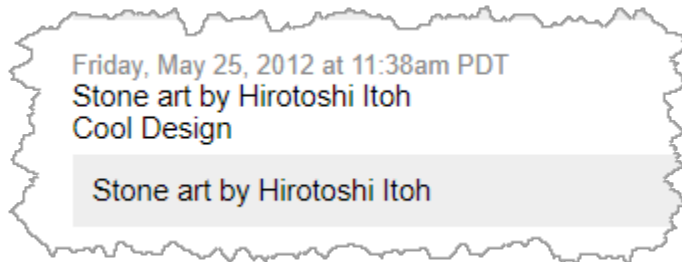 Friday, May 25, 2012 at 11:38am PDT
Stone art by Hirotoshi Itoh
Cool Design
Stone art by Hirotoshi Itoh